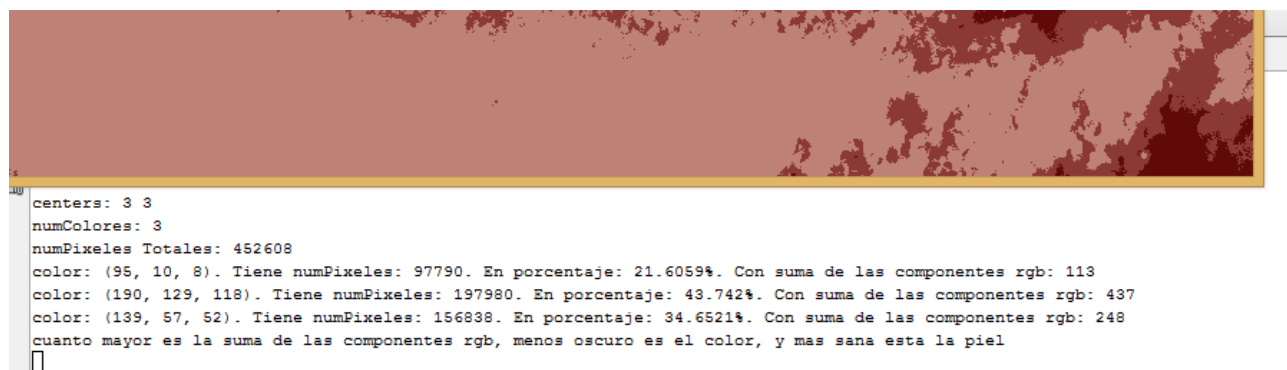 centers: 3 3
numColores: 3
numPixeles Totales: 452608
color: (95, 10, 8). Tiene numPixeles: 97790. En porcentaje: 21.6059%. Con suma de las componentes rgb: 113
color: (190, 129, 118). Tiene numPixeles: 197980. En porcentaje: 43.742%. Con suma de las componentes rgb: 437
color: (139, 57, 52). Tiene numPixeles: 156838. En porcentaje: 34.6521%. Con suma de las componentes rgb: 248
cuanto mayor es la suma de las componentes rgb, menos oscuro es el color, y mas sana esta la piel